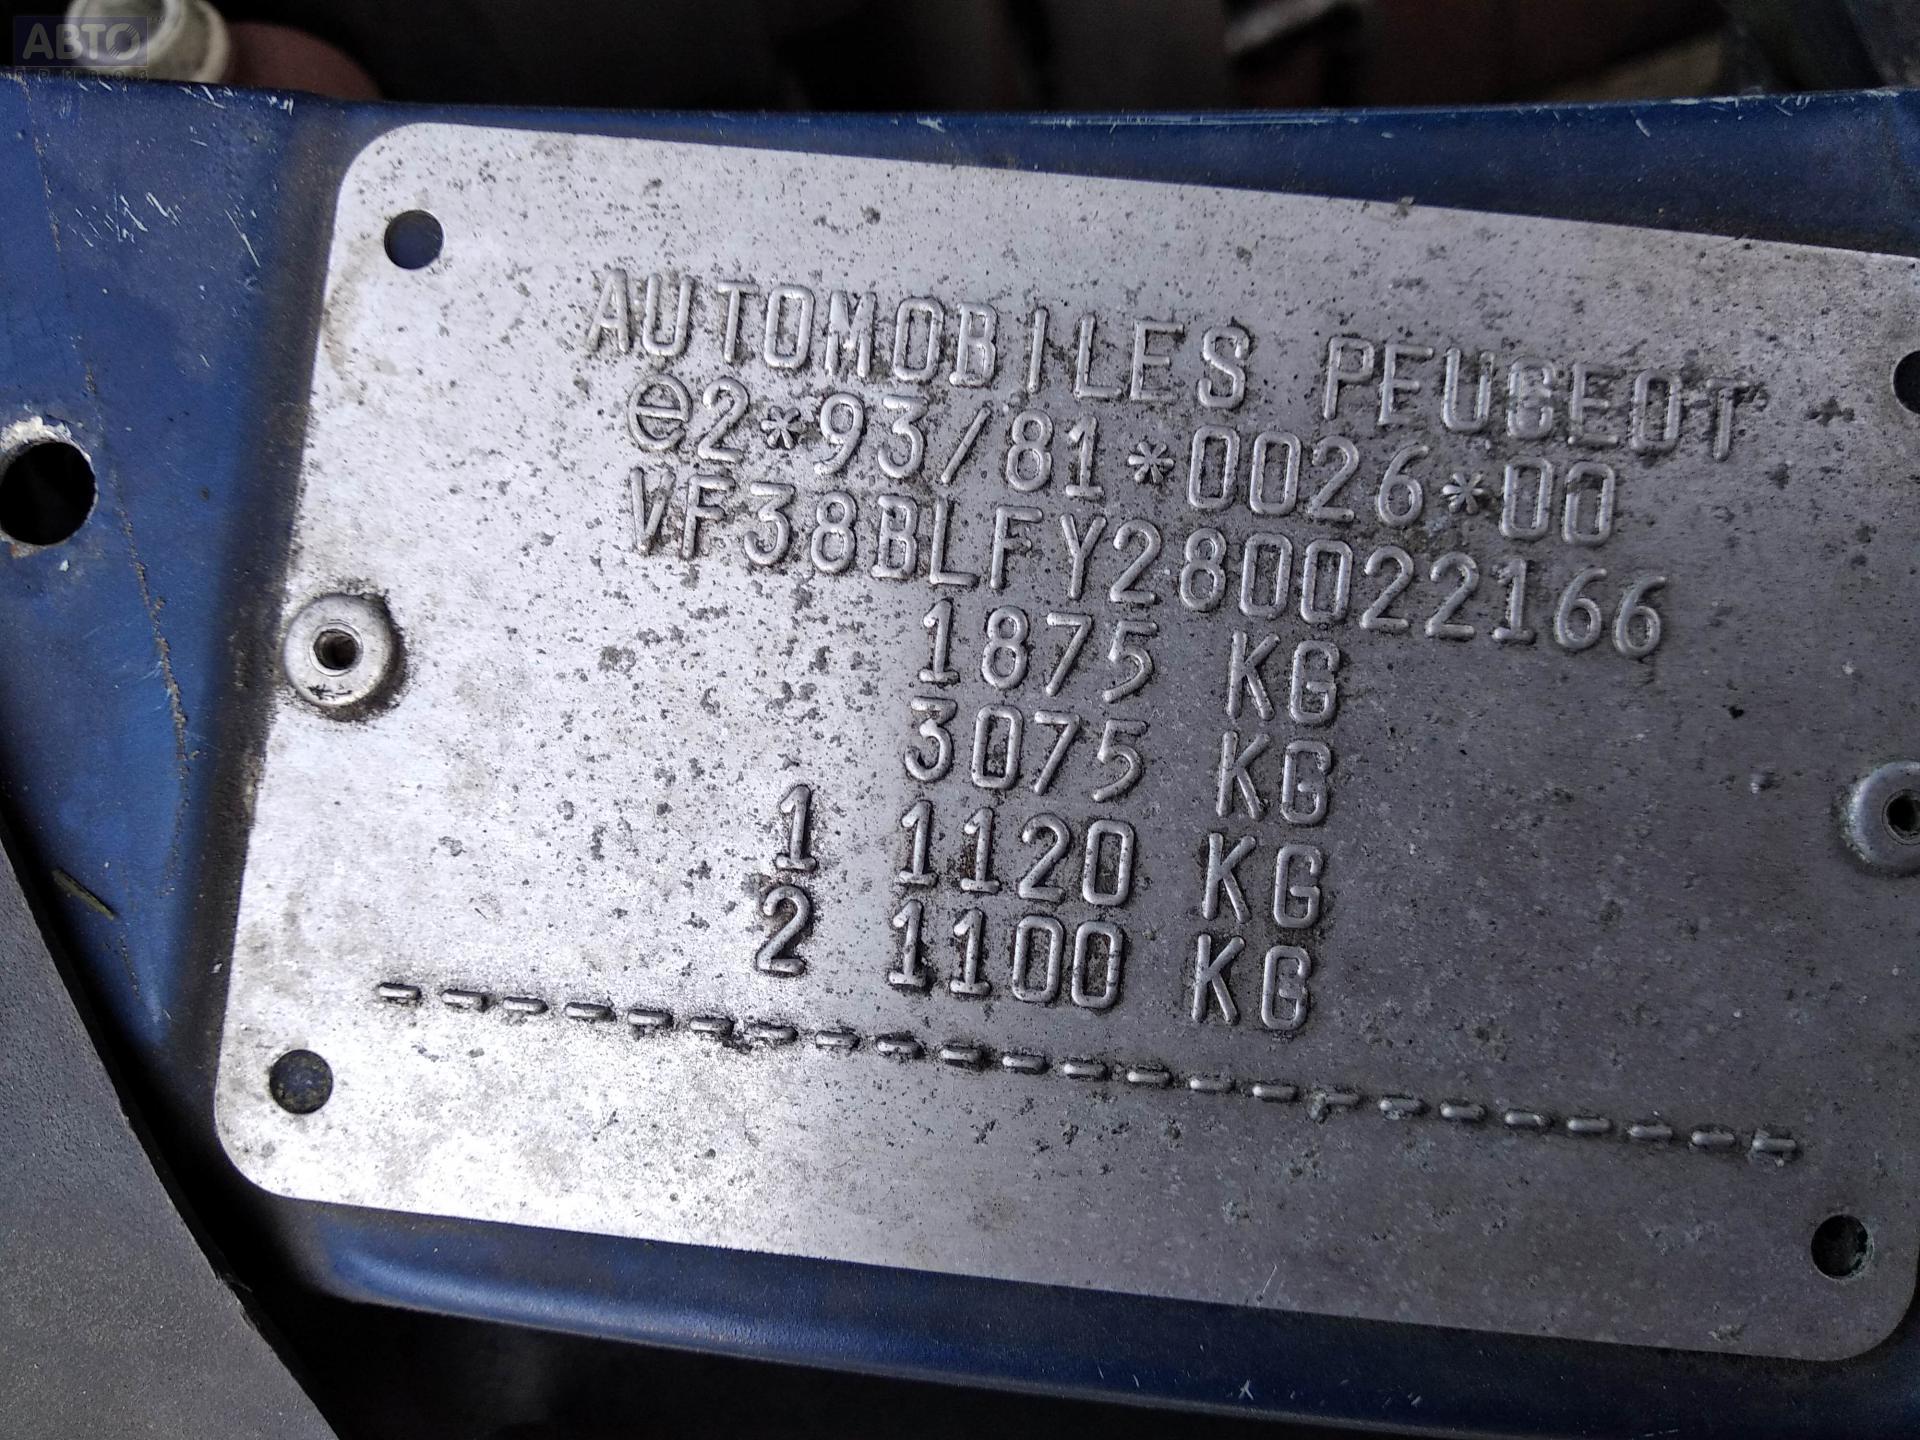 АВТО
ПРИВОЗ
AUTOMOBILES PEUGEOT
e2*93/81*0026*00
VF38BLFY280022166
1875 KG
3075 KG
1 1120 KG
2 1100 KG
------------------------